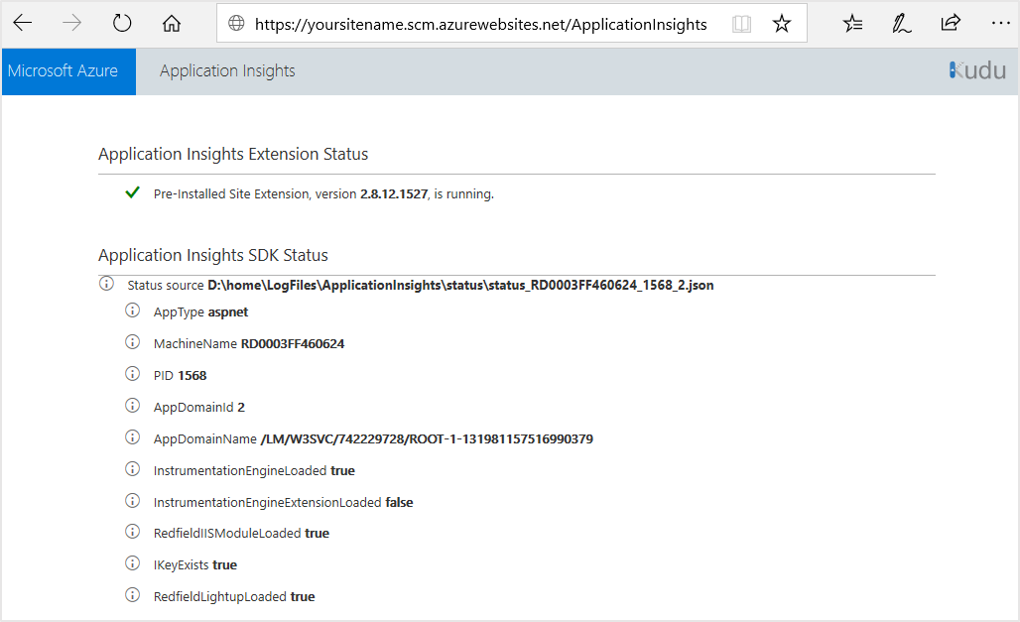 https://yoursitename.scm.azurewebsites.net/ApplicationInsights
Microsoft Azure Application Insights Kudu
Application Insights Extension Status
Pre-Installed Site Extension, version 2.8.12.1527, is running.
Application Insights SDK Status
Status source D:\home\LogFiles\ApplicationInsights\status\status_RD0003FF460624_1568_2.json
AppType aspnet
MachineName RD0003FF460624
PID 1568
AppDomainId 2
AppDomainName /LM/W3SVC/742229728/ROOT-1-131981157516990379
InstrumentationEngineLoaded true
InstrumentationEngineExtensionLoaded false
RedfieldIISModuleLoaded true
IKeyExists true
RedfieldLightupLoaded true